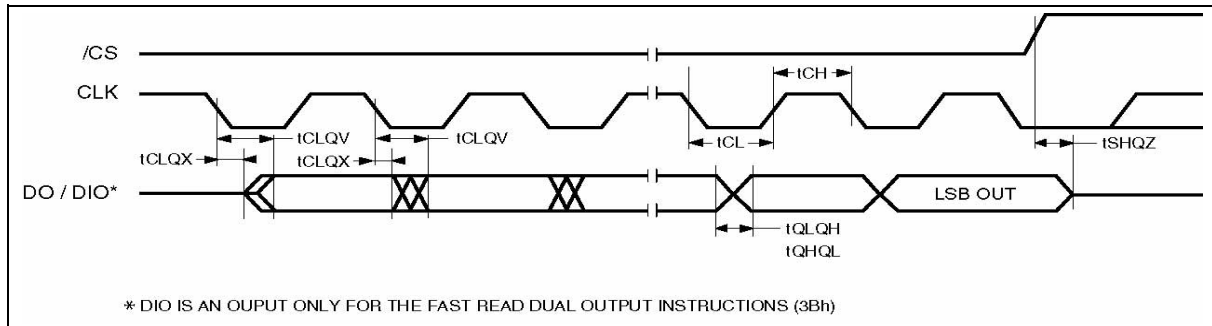 /CS
tCH
CLK
tCLQV
tCLQV
tCL
tSHQZ
tCLQX
tCLQX
DO / DIO*
LSB OUT
tQLQH
tQHQL
* DIO IS AN OUPUT ONLY FOR THE FAST READ DUAL OUTPUT INSTRUCTIONS (3Bh)